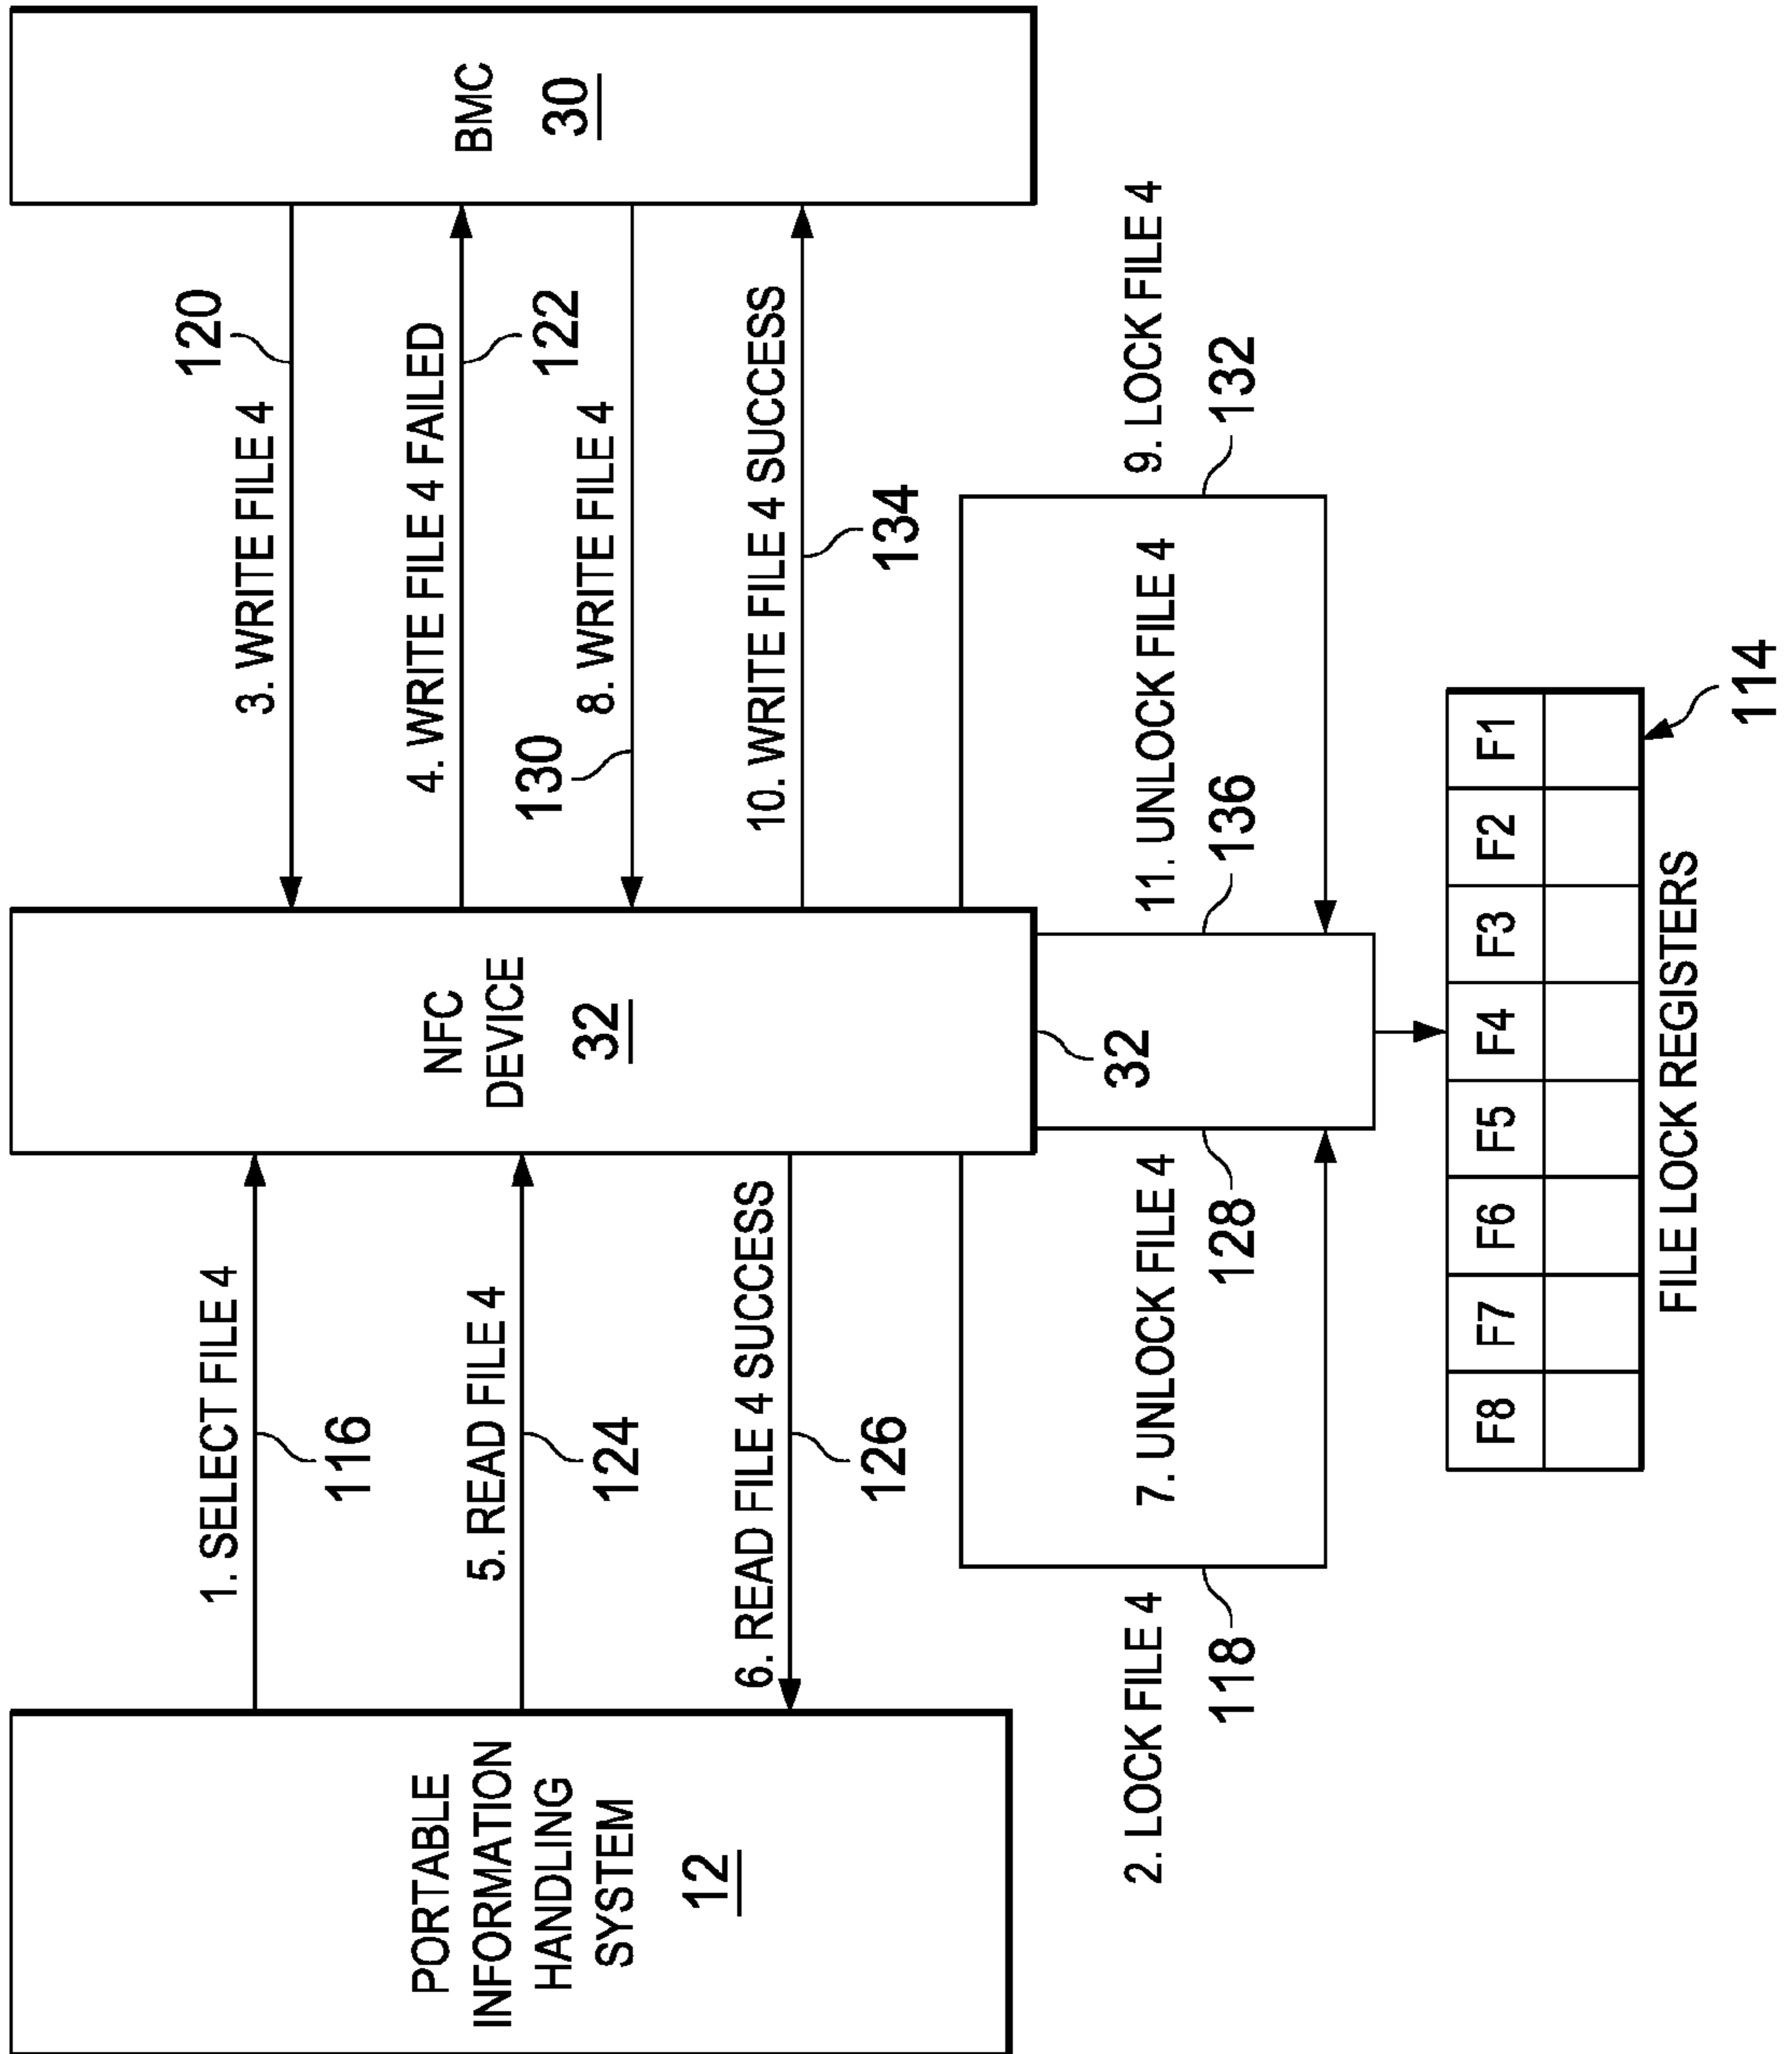 PORTABLE
INFORMATION
HANDLING
SYSTEM
12
1. SELECT FILE 4
116
5. READ FILE 4
124
6. READ FILE 4 SUCCESS
126
NFC
DEVICE
32
3. WRITE FILE 4
120
4. WRITE FILE 4 FAILED
122
8. WRITE FILE 4
130
10. WRITE FILE 4 SUCCESS
134
BMC
30
2. LOCK FILE 4
118
7. UNLOCK FILE 4
128
32
11. UNLOCK FILE 4
136
9. LOCK FILE 4
132
F8 F7 F6 F5 F4 F3 F2 F1
FILE LOCK REGISTERS
114